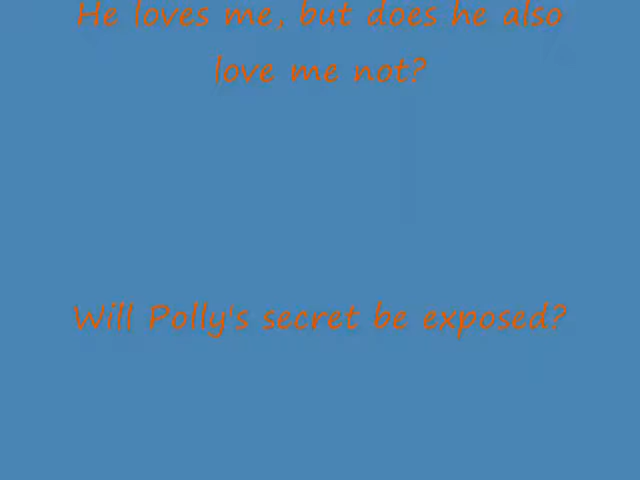 He loves me, but does he also
love me not?
Will Polly's secret be exposed?